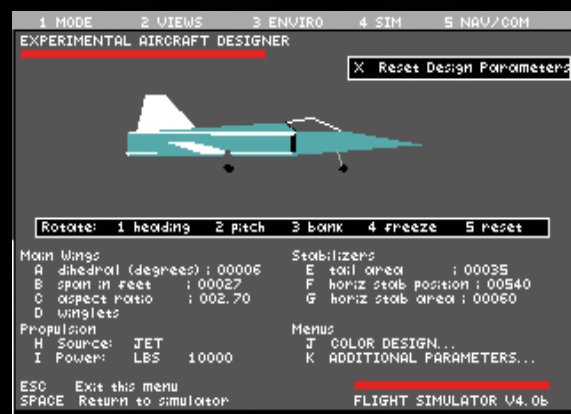 1 MODE 2 VIEWS 3 ENVIRO 4 SIM 5 NAV/COM
EXPERIMENTAL AIRCRAFT DESIGNER
X Reset Design Parameters
Rotate: 1 heading 2 pitch 3 bank 4 freeze 5 reset
Main Wings
A dihedral (degrees) : 00006
B span in feet : 00027
C aspect ratio : 002.70
D winglets
Propulsion
H Source: JET
I Power: LBS 10000
Stabilizers
E tail area : 00035
F horiz stab position : 00540
G horiz stab area : 00060
Menus
J COLOR DESIGN...
K ADDITIONAL PARAMETERS...
ESC Exit this menu
SPACE Return to simulator
FLIGHT SIMULATOR V4.0b